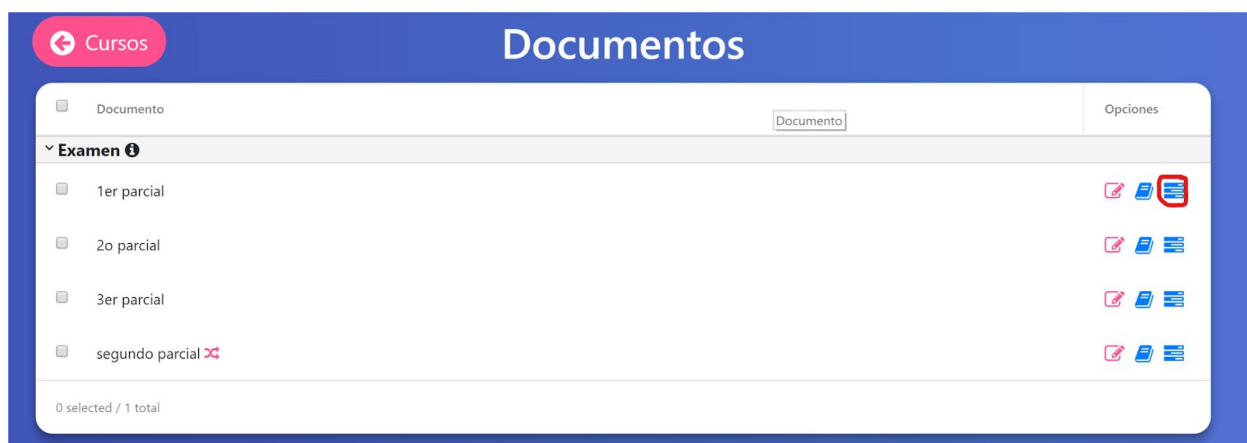 Cursos
Documentos
Documento
Documento
Opciones
Examen
1er parcial
2o parcial
3er parcial
segundo parcial
0 selected / 1 total